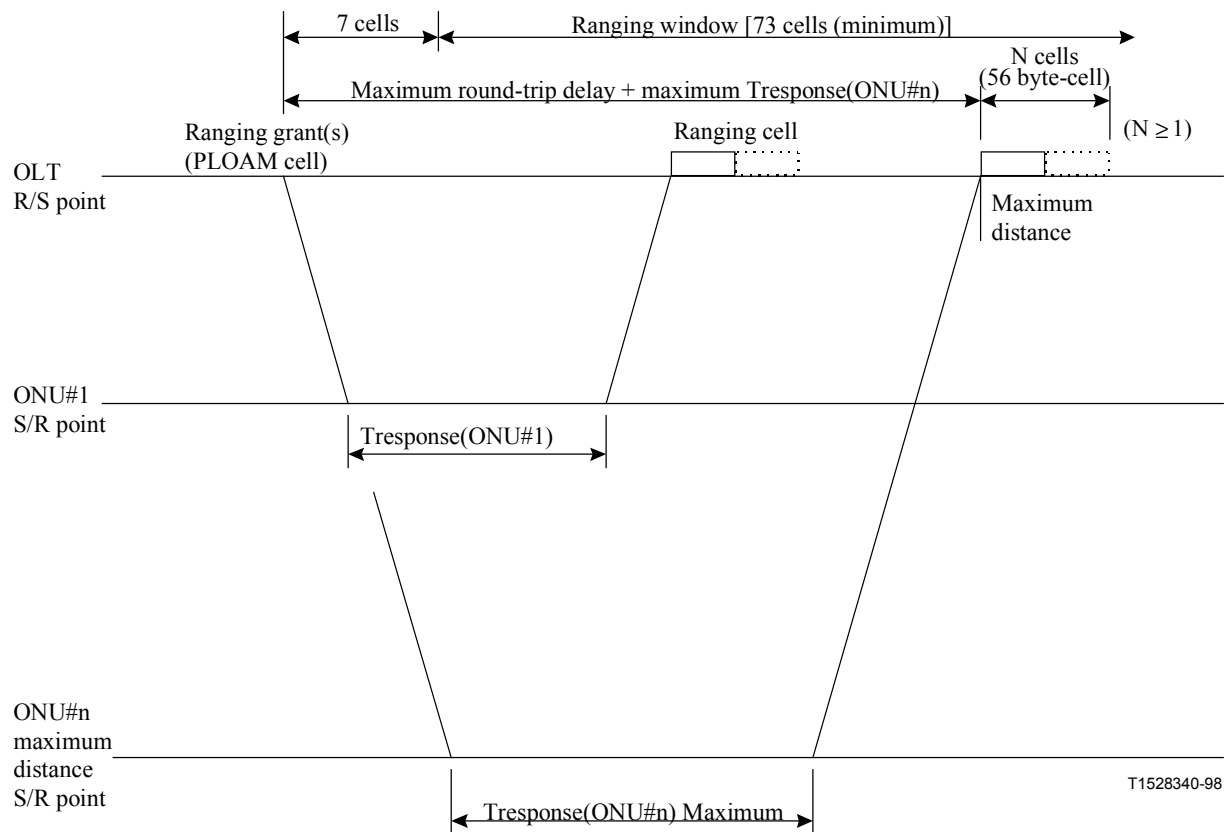 7 cells
Ranging window [73 cells (minimum)]
N cells
(56 byte-cell)
Maximum round-trip delay + maximum Tresponse(ONU#n)
Ranging grant(s)
(PLOAM cell)
Ranging cell
(N ≥ 1)
OLT
R/S point
Maximum
distance
ONU#1
S/R point
Tresponse(ONU#1)
ONU#n
maximum
distance
S/R point
T1528340-98
Tresponse(ONU#n) Maximum